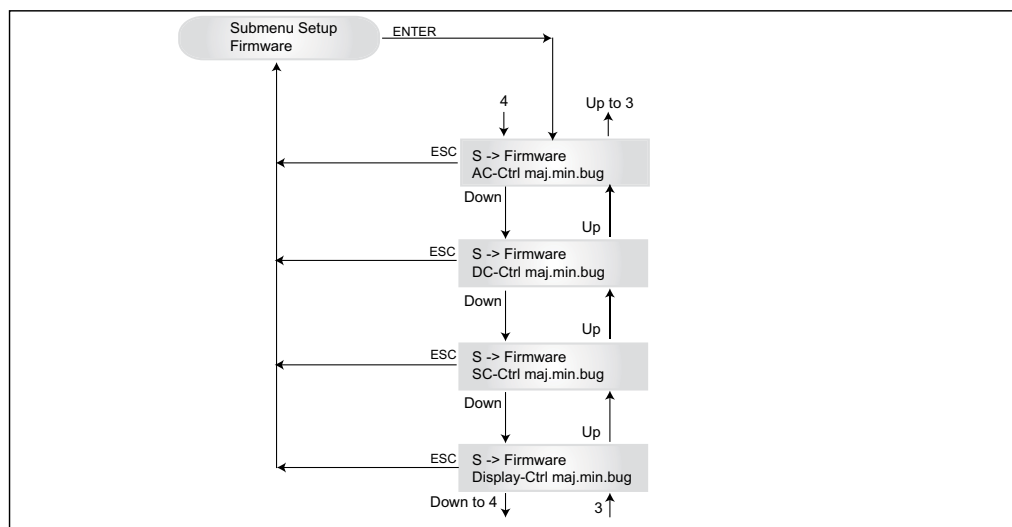 Submenu Setup
Firmware
ENTER
4
Up to 3
ESC
S -> Firmware
AC-Ctrl maj.min.bug
Down
Up
ESC
S -> Firmware
DC-Ctrl maj.min.bug
Down
Up
ESC
S -> Firmware
SC-Ctrl maj.min.bug
Down
Up
ESC
S -> Firmware
Display-Ctrl maj.min.bug
Down to 4
3